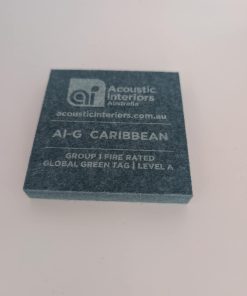 ai
Acoustic
Interiors
Australia
acousticinteriors.com.au
AI-G CARIBBEAN
GROUP 1 FIRE RATED
GLOBAL GREEN TAG | LEVEL A